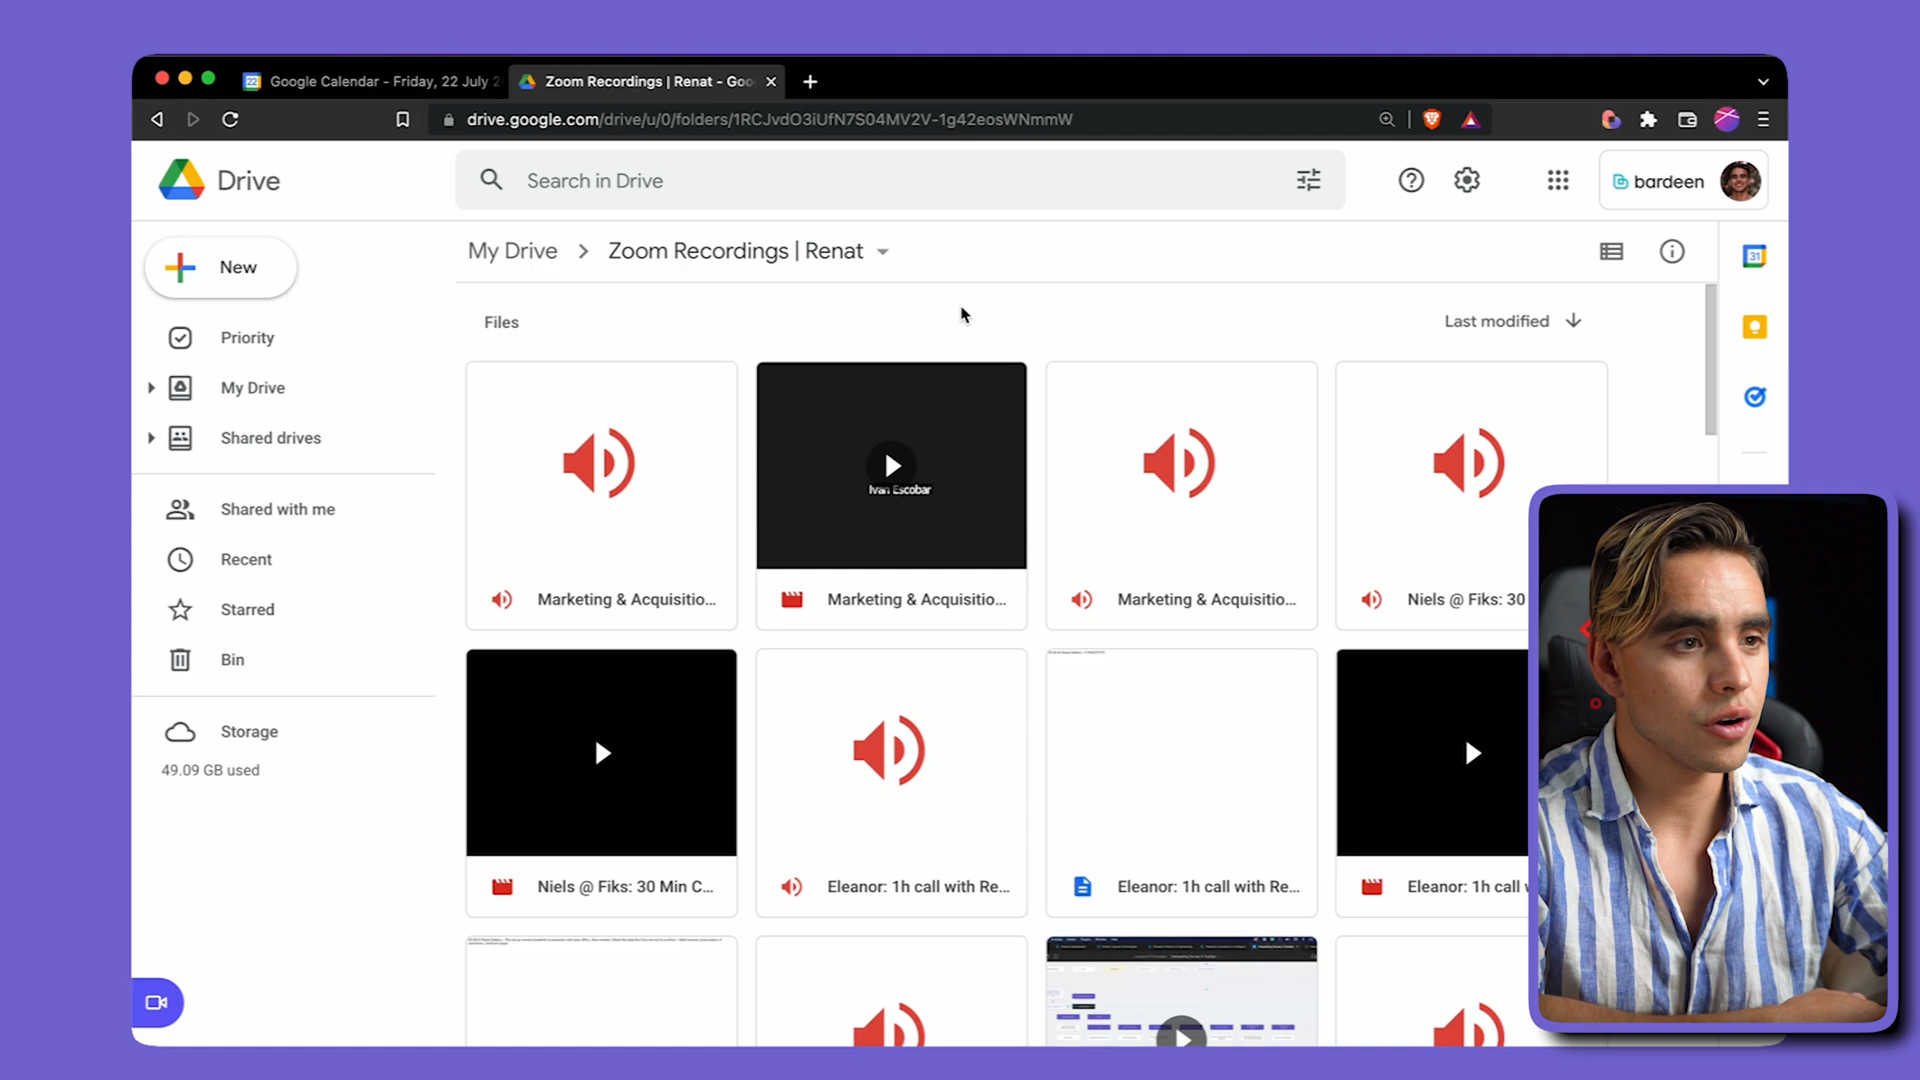 Google Calendar - Friday, 22 July 2
Zoom Recordings | Renat - Goo
drive.google.com/drive/u/0/folders/1RCJvdO3iUfN7S04MV2V-1g42eosWNmmW
Drive
Search in Drive
bardeen
New
My Drive
Zoom Recordings | Renat
31
Files
Last modified
Priority
My Drive
Shared drives
Shared with me
Recent
Starred
Bin
Storage
49.09 GB used
Ivan Escobar
Marketing & Acquisitio...
Marketing & Acquisitio...
Marketing & Acquisitio...
Niels @ Fiks: 30
Niels @ Fiks: 30 Min C...
Eleanor: 1h call with Re...
Eleanor: 1h call with Re...
Eleanor: 1h call